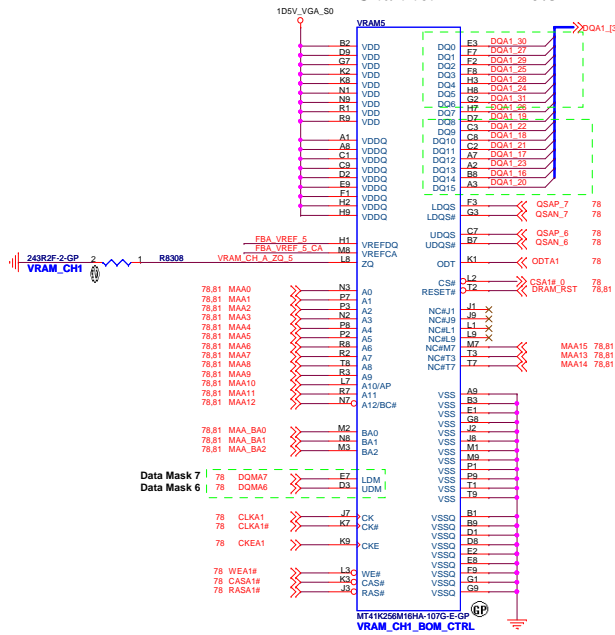 1D5V_VGA_S0
VRAM5
DQA1_[3
B2 VDD DQ0 E3 DQA1_30
D9 VDD DQ1 F7 DQA1_27
G7 VDD DQ2 F2 DQA1_29
K2 VDD DQ3 F8 DQA1_25
K8 VDD DQ4 H3 DQA1_28
N1 VDD DQ5 H8 DQA1_24
N9 VDD DQ6 G2 DQA1_31
R1 VDD DQ7 H7 DQA1_26
R9 VDD DQ8 D7 DQA1_19
DQ9 C3 DQA1_22
A1 VDDQ DQ10 C8 DQA1_18
A8 VDDQ DQ11 C2 DQA1_21
C1 VDDQ DQ12 A7 DQA1_17
C9 VDDQ DQ13 A2 DQA1_23
D2 VDDQ DQ14 B8 DQA1_16
E9 VDDQ DQ15 A3 DQA1_20
F1 VDDQ
H2 VDDQ LDQS F3 QSAP_7 78
H9 VDDQ LDQS# G3 QSAN_7 78
UDQS C7 QSAP_6 78
FBA_VREF_5 H1 VREFDQ UDQS# B7 QSAN_6 78
FBA_VREF_5_CA M8 VREFCA
243R2F-2-GP 2 1 R8308 VRAM_CH_A_ZQ_5 L8 ZQ ODT K1 ODTA1 78
VRAM_CH1
CS# L2 CSA1#_0 78
78,81 MAA0 N3 A0 RESET# T2 DRAM_RST 78,81
78,81 MAA1 P7 A1
78,81 MAA2 P3 A2 NC#J1 J1
78,81 MAA3 N2 A3 NC#J9 J9
78,81 MAA4 P8 A4 NC#L1 L1
78,81 MAA5 P2 A5 NC#L9 L9
78,81 MAA6 R8 A6 NC#M7 M7 MAA15 78,81
78,81 MAA7 R2 A7 NC#T3 T3 MAA13 78,81
78,81 MAA8 T8 A8 NC#T7 T7 MAA14 78,81
78,81 MAA9 R3 A9
78,81 MAA10 L7 A10/AP
78,81 MAA11 R7 A11 VSS A9
78,81 MAA12 N7 A12/BC# VSS B3
VSS E1
VSS G8
78,81 MAA_BA0 M2 BA0 VSS J2
78,81 MAA_BA1 N8 BA1 VSS J8
78,81 MAA_BA2 M3 BA2 VSS M1
VSS M9
VSS P1
Data Mask 7 78 DQMA7 E7 LDM VSS P9
Data Mask 6 78 DQMA6 D3 UDM VSS T1
VSS T9
78 CLKA1 J7 CK VSSQ B1
78 CLKA1# K7 CK# VSSQ B9
VSSQ D1
78 CKEA1 K9 CKE VSSQ D8
VSSQ E2
VSSQ E8
78 WEA1# L3 WE# VSSQ F9
78 CASA1# K3 CAS# VSSQ G1
78 RASA1# J3 RAS# VSSQ G9
MT41K256M16HA-107G-E-GP GP
VRAM_CH1_BOM_CTRL